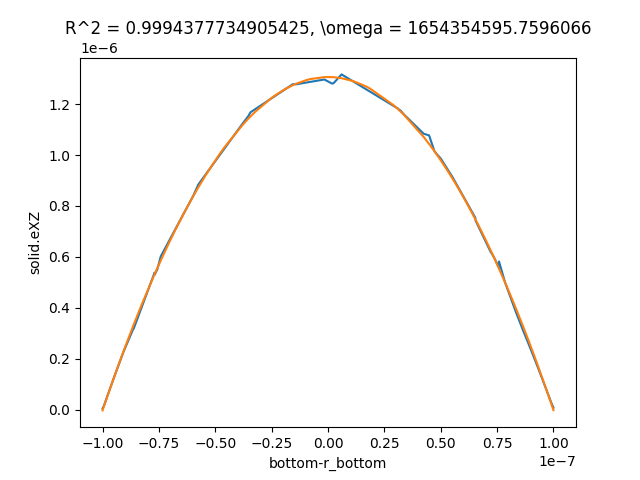 R^2 = 0.9994377734905425, \omega = 1654354595.7596066
1e−6
1.2
1.0
0.8
0.6
0.4
0.2
0.0
solid.eXZ
−1.00 −0.75 −0.50 −0.25 0.00 0.25 0.50 0.75 1.00
bottom-r_bottom
1e−7